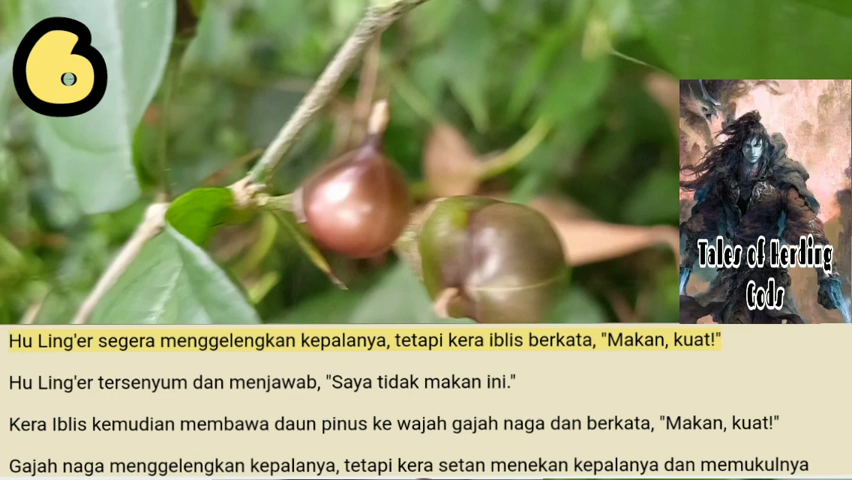 6
Tales of Herding
Gods
Hu Ling'er segera menggelengkan kepalanya, tetapi kera iblis berkata, "Makan, kuat!"
Hu Ling'er tersenyum dan menjawab, "Saya tidak makan ini."
Kera Iblis kemudian membawa daun pinus ke wajah gajah naga dan berkata, "Makan, kuat!"
Gajah naga menggelengkan kepalanya, tetapi kera setan menekan kepalanya dan memukulnya